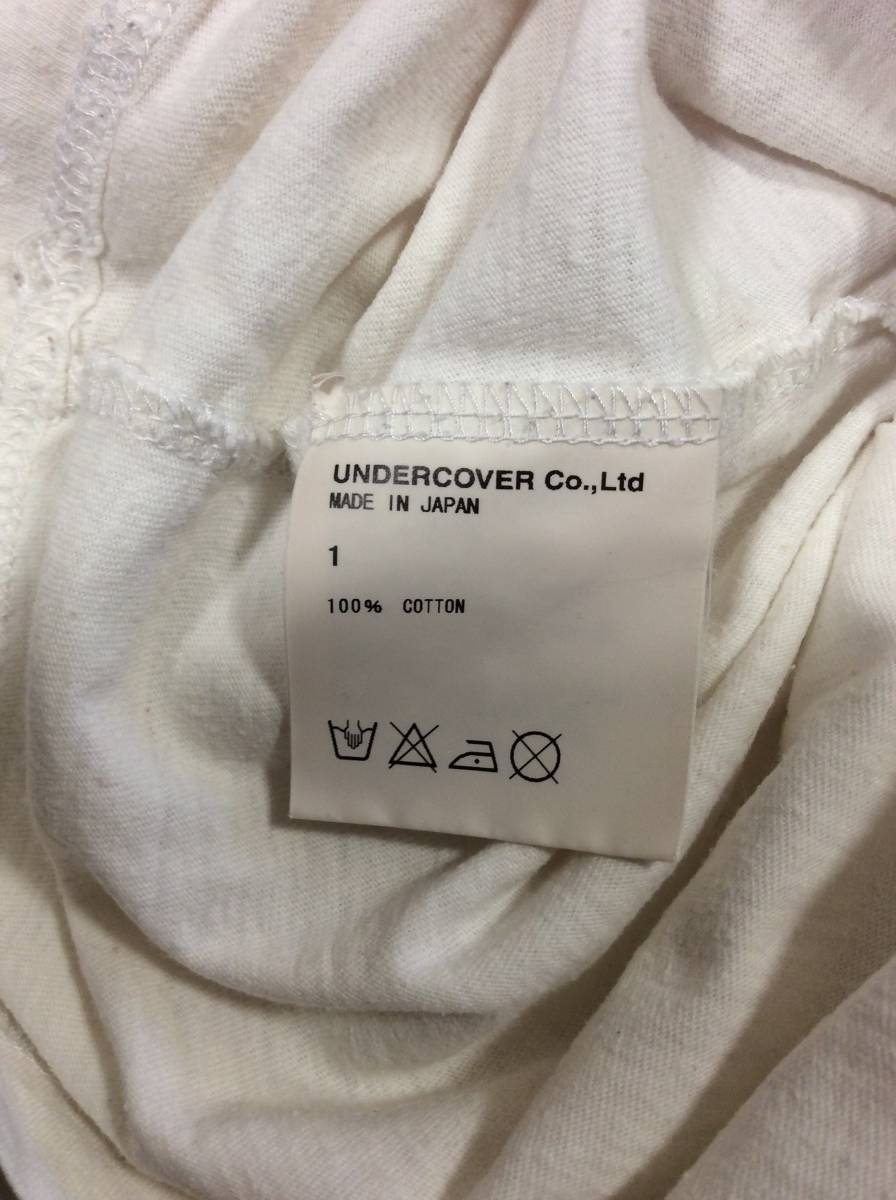 UNDERCOVER Co.,Ltd
MADE IN JAPAN
1
100% COTTON